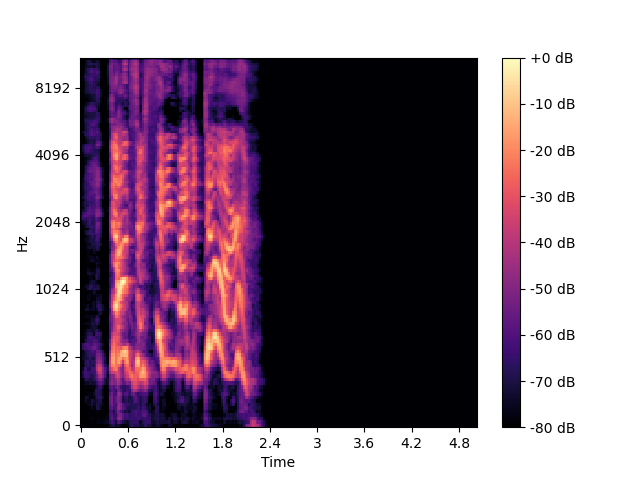 +0 dB
8192
-10 dB
4096
-20 dB
-30 dB
2048
Hz
-40 dB
1024
-50 dB
-60 dB
512
-70 dB
0
-80 dB
0 0.6 1.2 1.8 2.4 3 3.6 4.2 4.8
Time